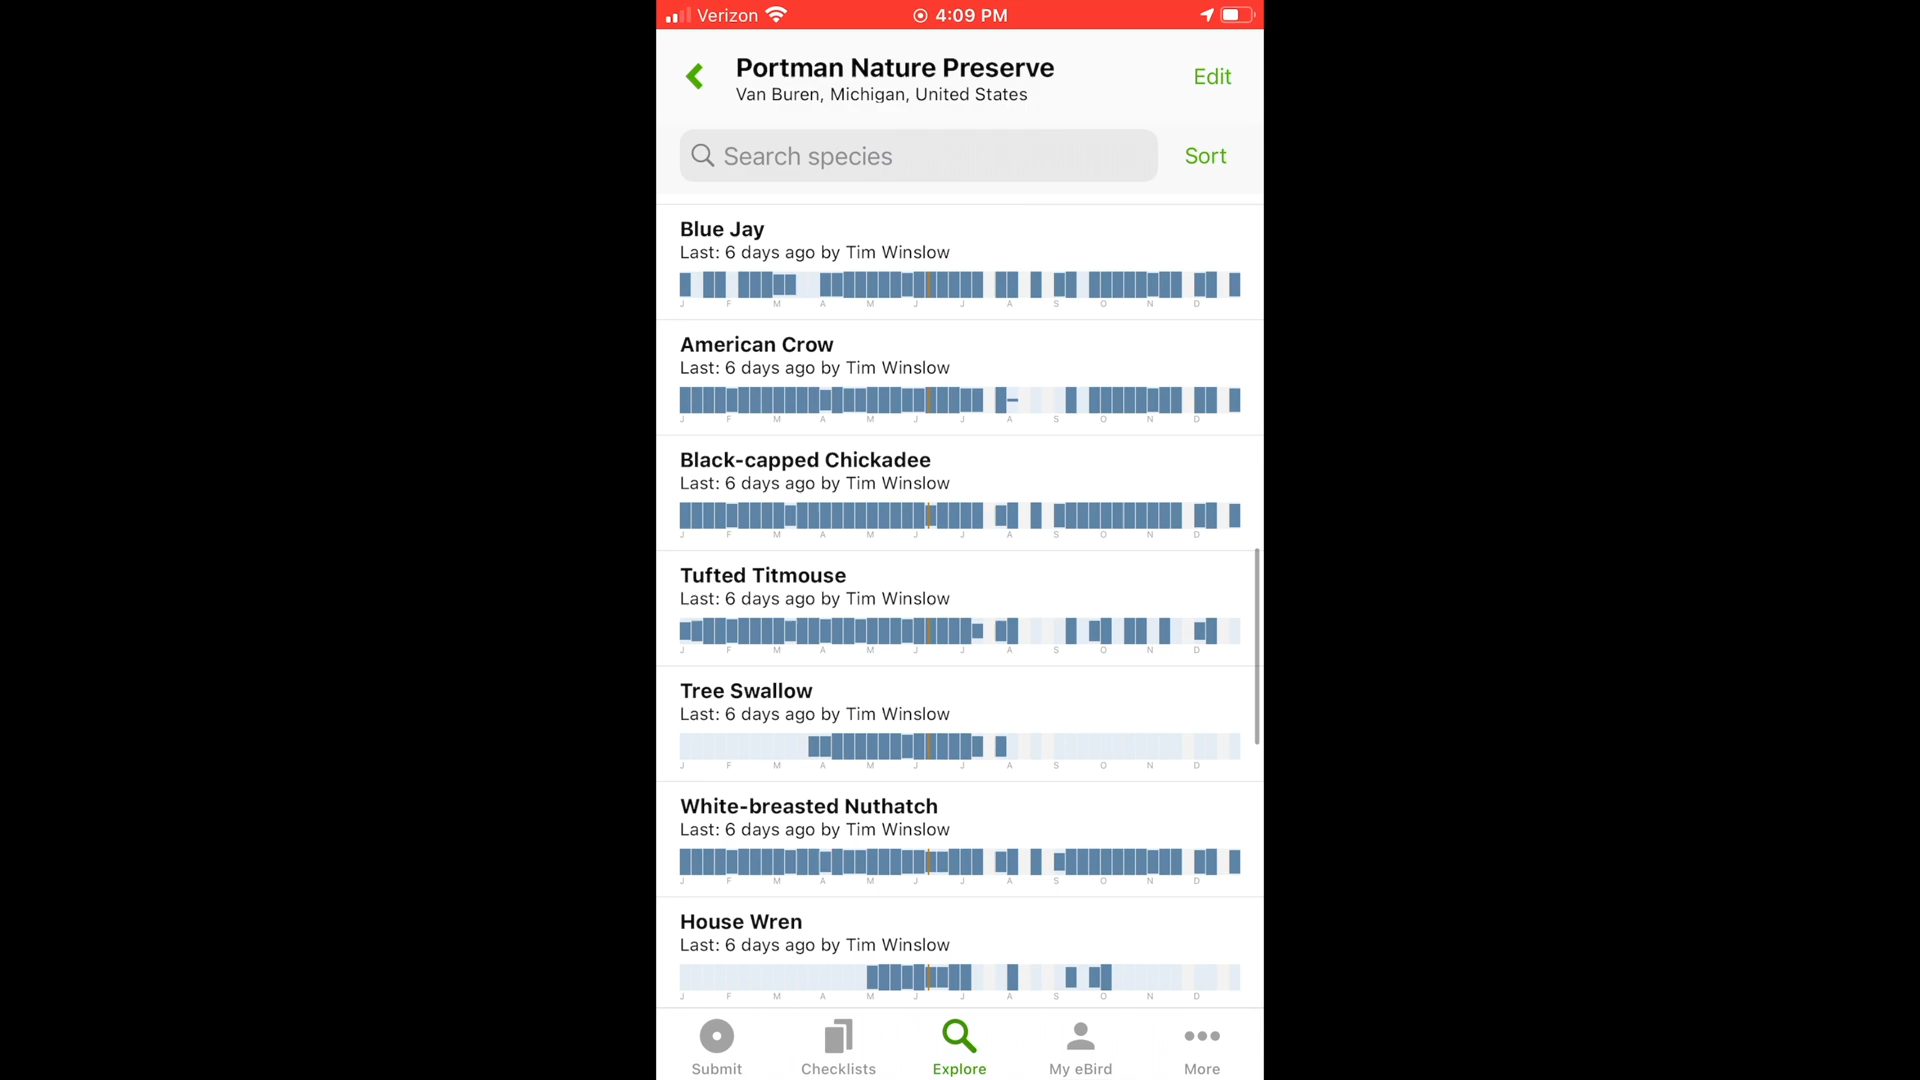 Verizon 4:09 PM
Portman Nature Preserve
Van Buren, Michigan, United States
Edit
Search species
Sort
Blue Jay
Last: 6 days ago by Tim Winslow
J F M A M J J A S O N D
American Crow
Last: 6 days ago by Tim Winslow
J F M A M J J A S O N D
Black-capped Chickadee
Last: 6 days ago by Tim Winslow
J F M A M J J A S O N D
Tufted Titmouse
Last: 6 days ago by Tim Winslow
J F M A M J J A S O N D
Tree Swallow
Last: 6 days ago by Tim Winslow
J F M A M J J A S O N D
White-breasted Nuthatch
Last: 6 days ago by Tim Winslow
J F M A M J J A S O N D
House Wren
Last: 6 days ago by Tim Winslow
J F M A M J J A S O N D
Submit Checklists Explore My eBird More